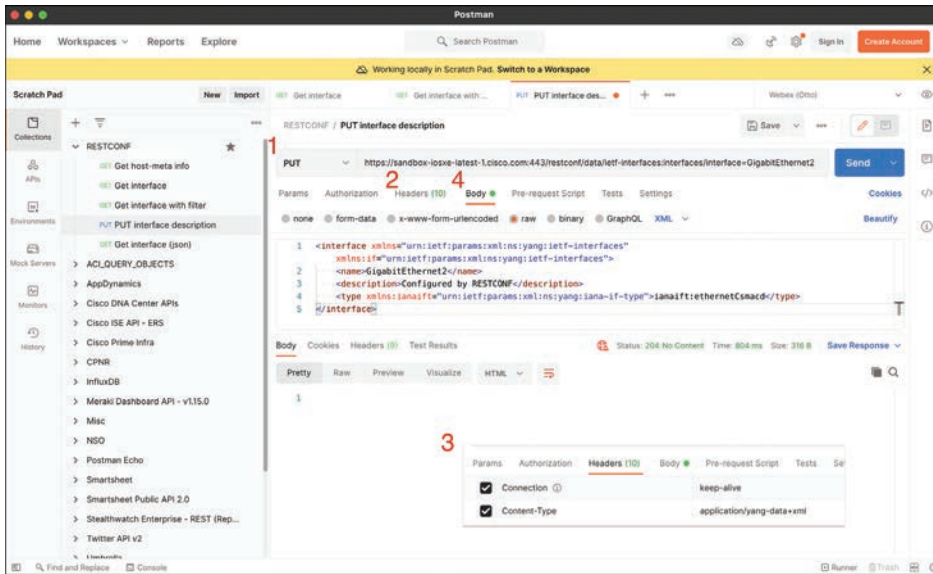 Postman
Home Workspaces Reports Explore Search Postman Sign In Create Account
Working locally in Scratch Pad. Switch to a Workspace
Scratch Pad New Import GET Get interface GET Get interface with ... PUT PUT interface des... Webex (Otto)
Collections
APIs
Environments
Mock Servers
Monitors
History
RESTCONF
GET Get host-meta info
GET Get interface
GET Get interface with filter
PUT PUT interface description
GET Get interface (json)
ACI_QUERY_OBJECTS
AppDynamics
Cisco DNA Center APIs
Cisco ISE API - ERS
Cisco Prime Infra
CPNR
InfluxDB
Meraki Dashboard API - v1.15.0
Misc
NSO
Postman Echo
Smartsheet
Smartsheet Public API 2.0
Stealthwatch Enterprise - REST (Rep...
Twitter API v2
Umbrella
RESTCONF / PUT interface description Save
1
PUT https://sandbox-iosxe-latest-1.cisco.com:443/restconf/data/ietf-interfaces:interfaces/interface=GigabitEthernet2 Send
2 4
Params Authorization Headers (10) Body Pre-request Script Tests Settings Cookies
none form-data x-www-form-urlencoded raw binary GraphQL XML Beautify
1 <interface xmlns="urn:ietf:params:xml:ns:yang:ietf-interfaces"
xmlns:if="urn:ietf:params:xml:ns:yang:ietf-interfaces">
2 <name>GigabitEthernet2</name>
3 <description>Configured by RESTCONF</description>
4 <type xmlns:ianaift="urn:ietf:params:xml:ns:yang:iana-if-type">ianaift:ethernetCsmacd</type>
5 </interface>
Body Cookies Headers (9) Test Results Status: 204 No Content Time: 804 ms Size: 316 B Save Response
Pretty Raw Preview Visualize HTML
1
3
Params Authorization Headers (10) Body Pre-request Script Tests Se
Connection keep-alive
Content-Type application/yang-data+xml
Find and Replace Console Runner Trash